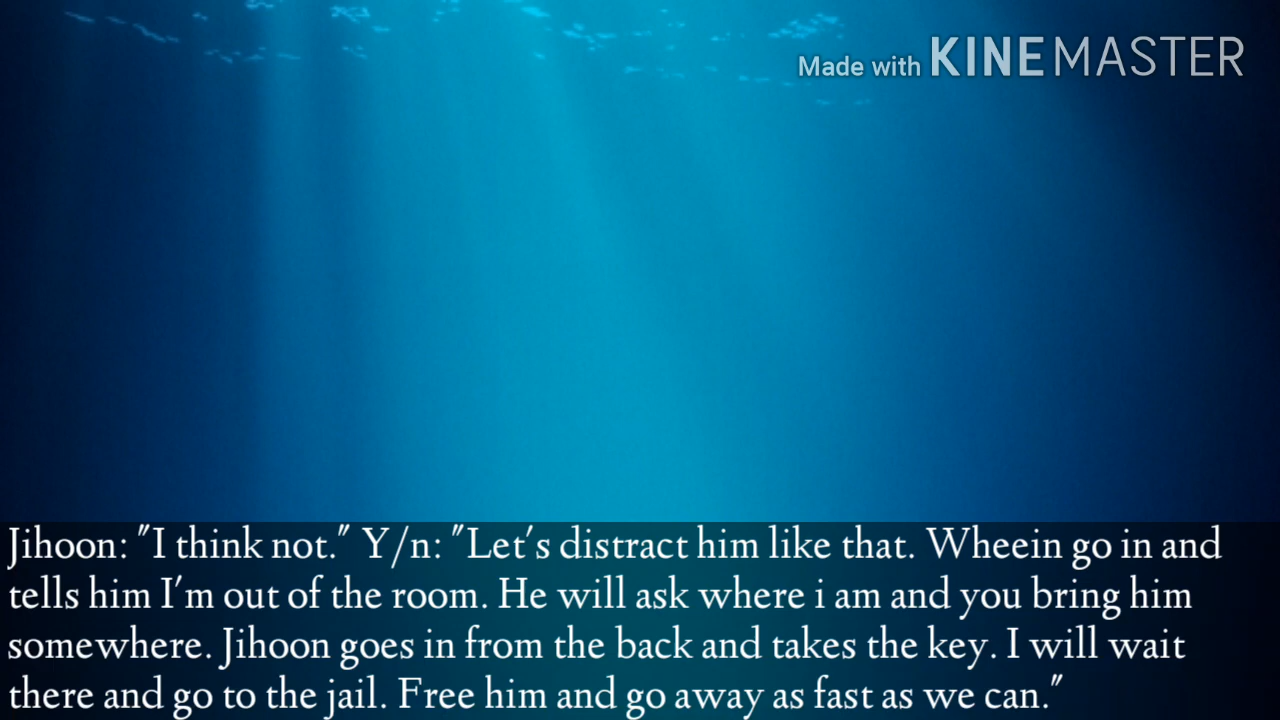 Made with KINEMASTER
Jihoon: "I think not." Y/n: "Let's distract him like that. Wheein go in and
tells him I'm out of the room. He will ask where i am and you bring him
somewhere. Jihoon goes in from the back and takes the key. I will wait
there and go to the jail. Free him and go away as fast as we can."